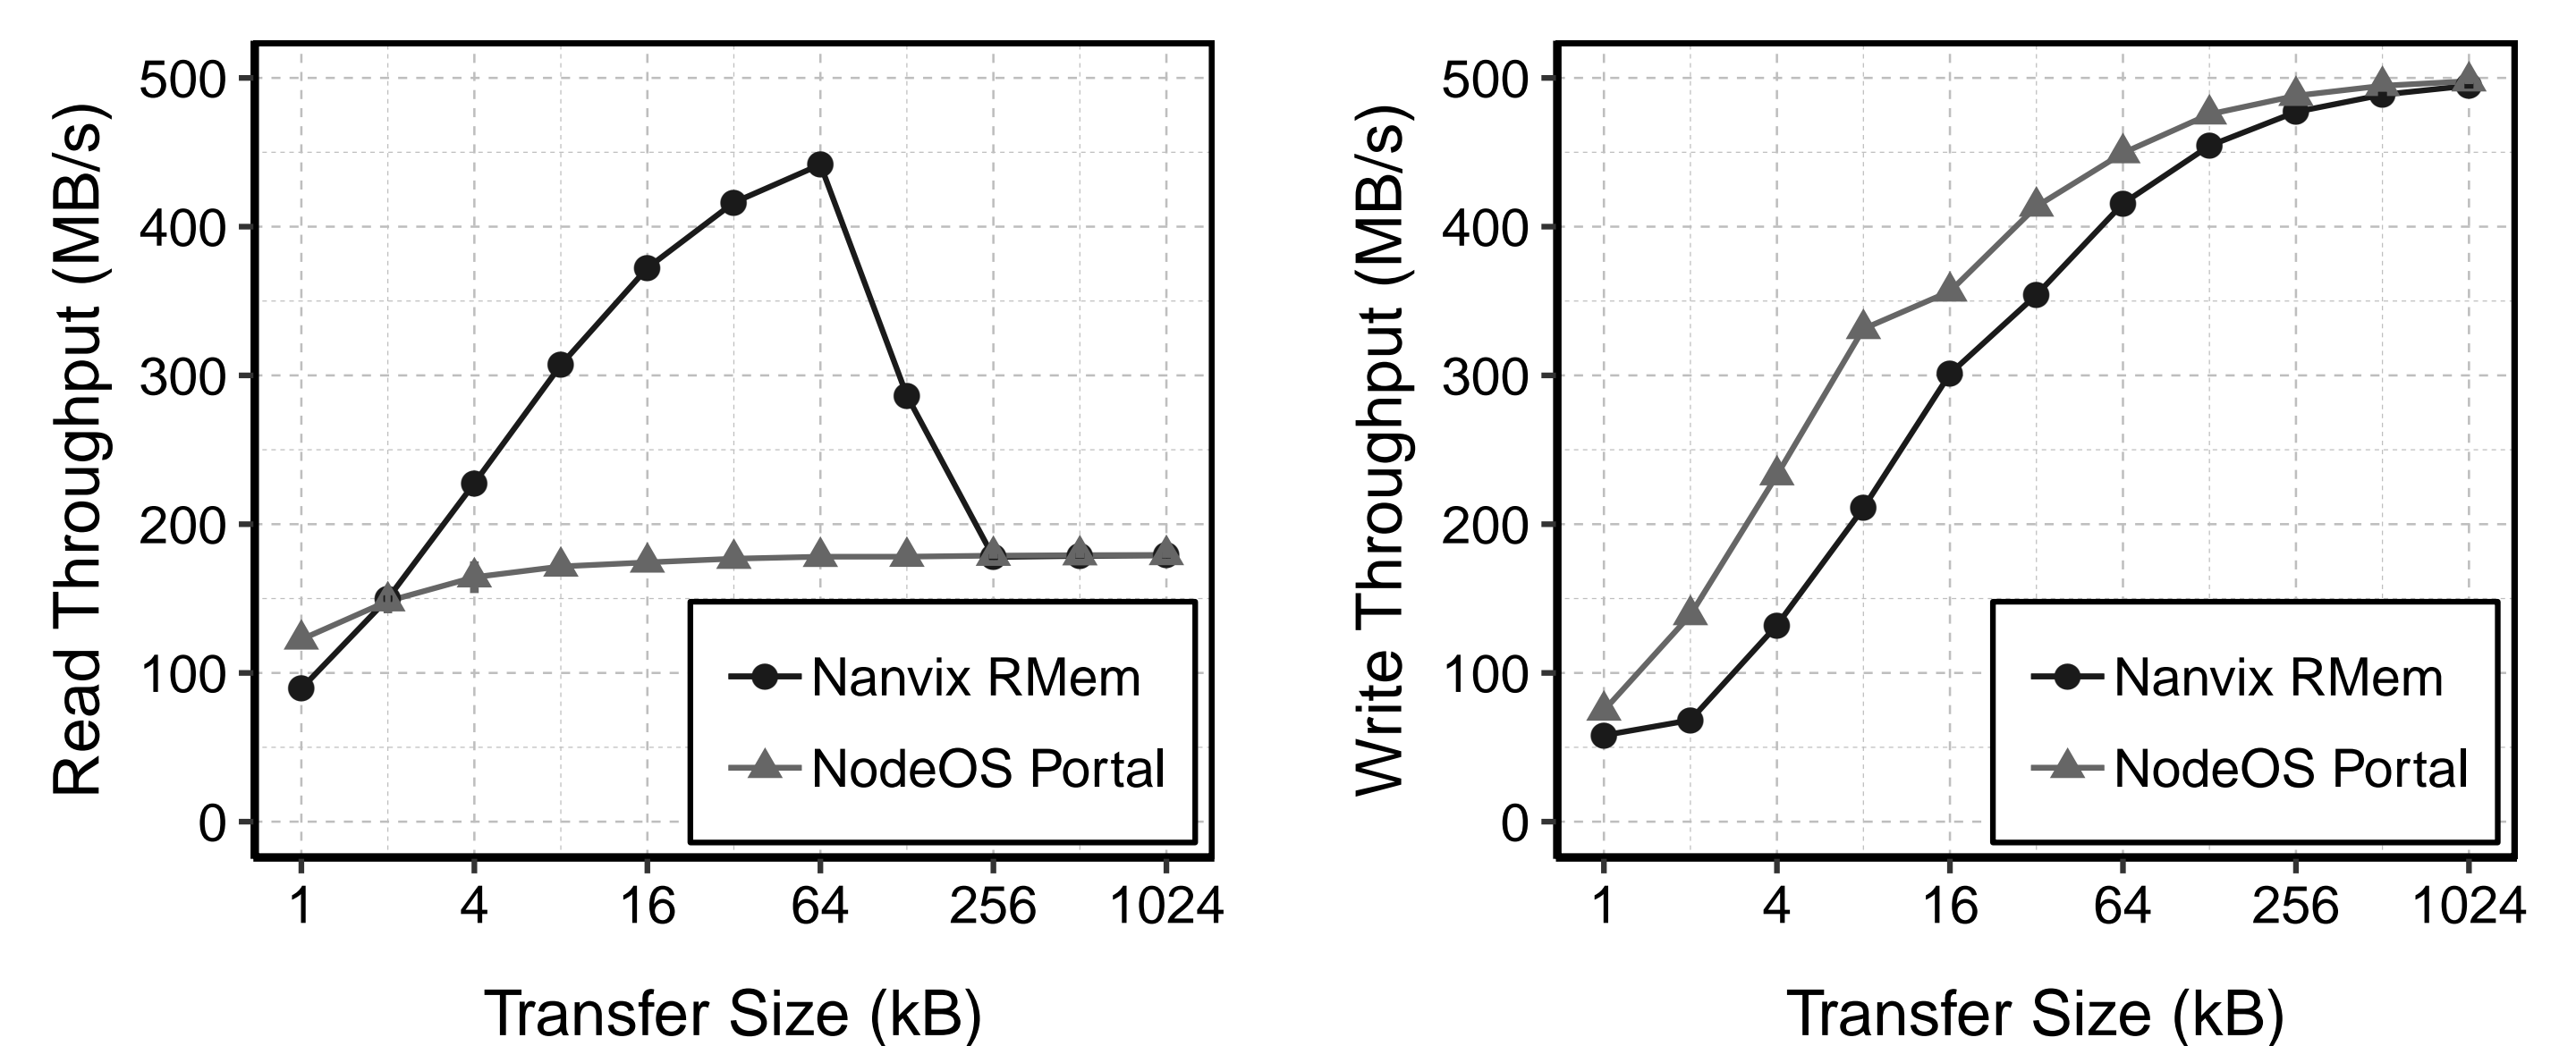 Read Throughput (MB/s)
500
400
300
200
100
0
1 4 16 64 256 1024
Transfer Size (kB)
Nanvix RMem
NodeOS Portal
Write Throughput (MB/s)
500
400
300
200
100
0
1 4 16 64 256 1024
Transfer Size (kB)
Nanvix RMem
NodeOS Portal